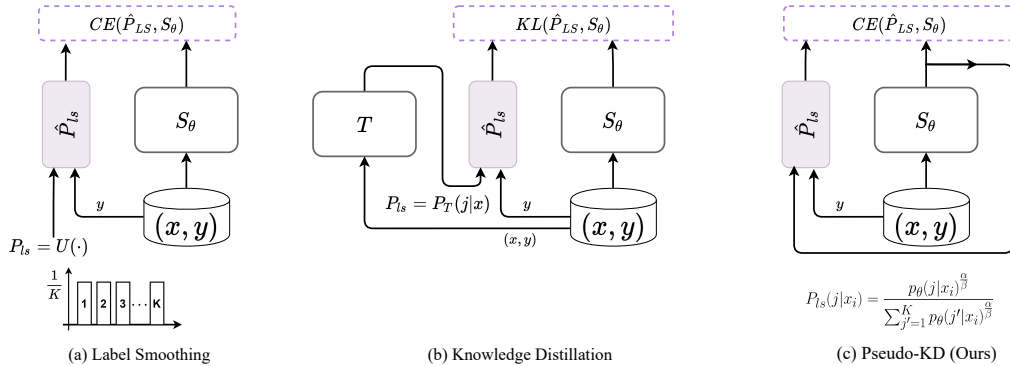 CE(P̂_LS, S_θ)
P̂_ls
S_θ
y
(x, y)
P_ls = U(·)
1/K
1 2 3 ... K
(a) Label Smoothing
KL(P̂_LS, S_θ)
T
P̂_ls
S_θ
P_ls = P_T(j|x)
y
(x, y)
(x, y)
(b) Knowledge Distillation
CE(P̂_LS, S_θ)
P̂_ls
S_θ
y
(x, y)
P_ls(j|x_i) = p_θ(j|x_i)^{α/β} / ∑_{j'=1}^{K} p_θ(j'|x_i)^{α/β}
(c) Pseudo-KD (Ours)